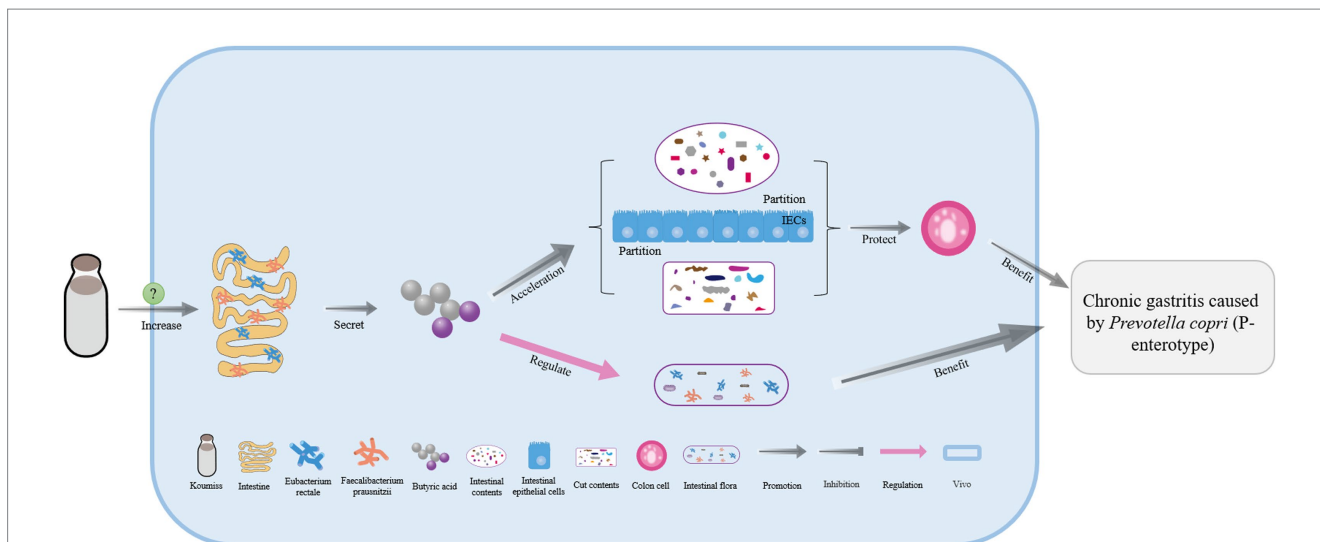 ?
Increase
Secret
Acceleration
Regulate
Partition
IECs
Partition
Protect
Benefit
Benefit
Chronic gastritis caused
by Prevotella copri (P-
enterotype)
Koumiss
Intestine
Eubacterium
rectale
Faecalibacterium
prausnitzii
Butyric acid
Intestinal
contents
Intestinal
epithelial cells
Cut contents
Colon cell
Intestinal flora
Promotion
Inhibition
Regulation
Vivo